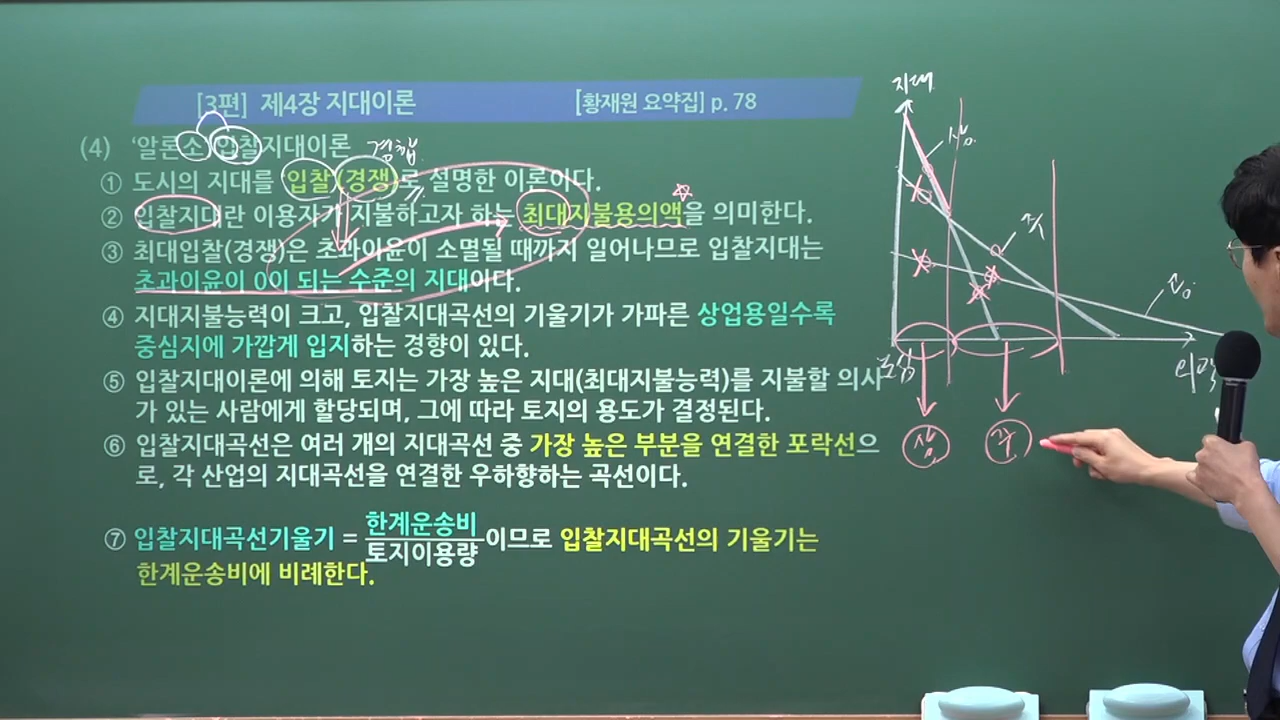 [3편] 제4장 지대이론 [황재원 요약집] p. 78
(4) '알론소' 입찰지대이론
경합
① 도시의 지대를 입찰(경쟁)로 설명한 이론이다.
② 입찰지대란 이용자가 지불하고자 하는 최대지불용의액을 의미한다.
③ 최대입찰(경쟁)은 초과이윤이 소멸될 때까지 일어나므로 입찰지대는
초과이윤이 0이 되는 수준의 지대이다.
④ 지대지불능력이 크고, 입찰지대곡선의 기울기가 가파른 상업용일수록
중심지에 가깝게 입지하는 경향이 있다.
⑤ 입찰지대이론에 의해 토지는 가장 높은 지대(최대지불능력)를 지불할 의사
가 있는 사람에게 할당되며, 그에 따라 토지의 용도가 결정된다.
⑥ 입찰지대곡선은 여러 개의 지대곡선 중 가장 높은 부분을 연결한 포락선으
로, 각 산업의 지대곡선을 연결한 우하향하는 곡선이다.
⑦ 입찰지대곡선기울기 = 한계운송비
토지이용량 이므로 입찰지대곡선의 기울기는
한계운송비에 비례한다.
지대
상
주
공
도심
외곽
상
주